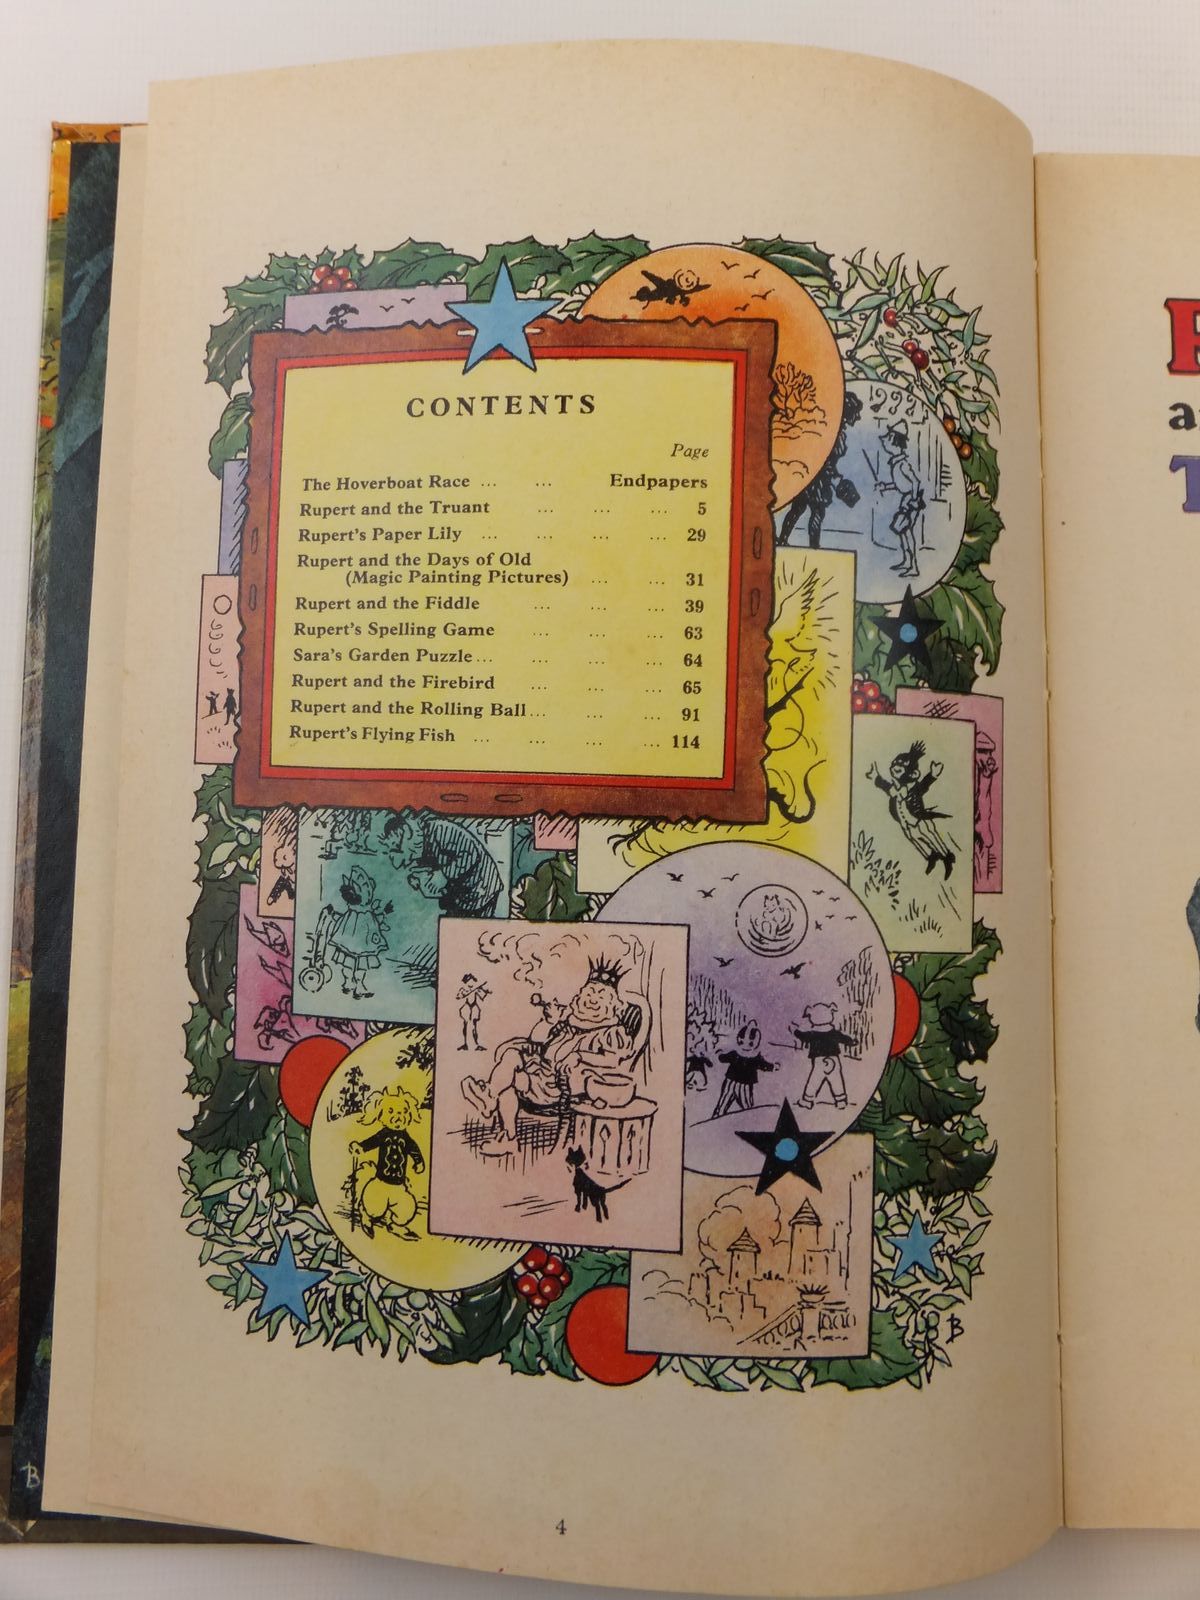 CONTENTS
Page
The Hoverboat Race ... ... Endpapers
Rupert and the Truant ... ... ... 5
Rupert's Paper Lily ... ... ... ... 29
Rupert and the Days of Old
(Magic Painting Pictures) ... ... 31
Rupert and the Fiddle ... ... ... 39
Rupert's Spelling Game ... ... ... 63
Sara's Garden Puzzle... ... ... ... 64
Rupert and the Firebird ... ... ... 65
Rupert and the Rolling Ball... ... ... 91
Rupert's Flying Fish ... ... ... ... 114
B
4
B